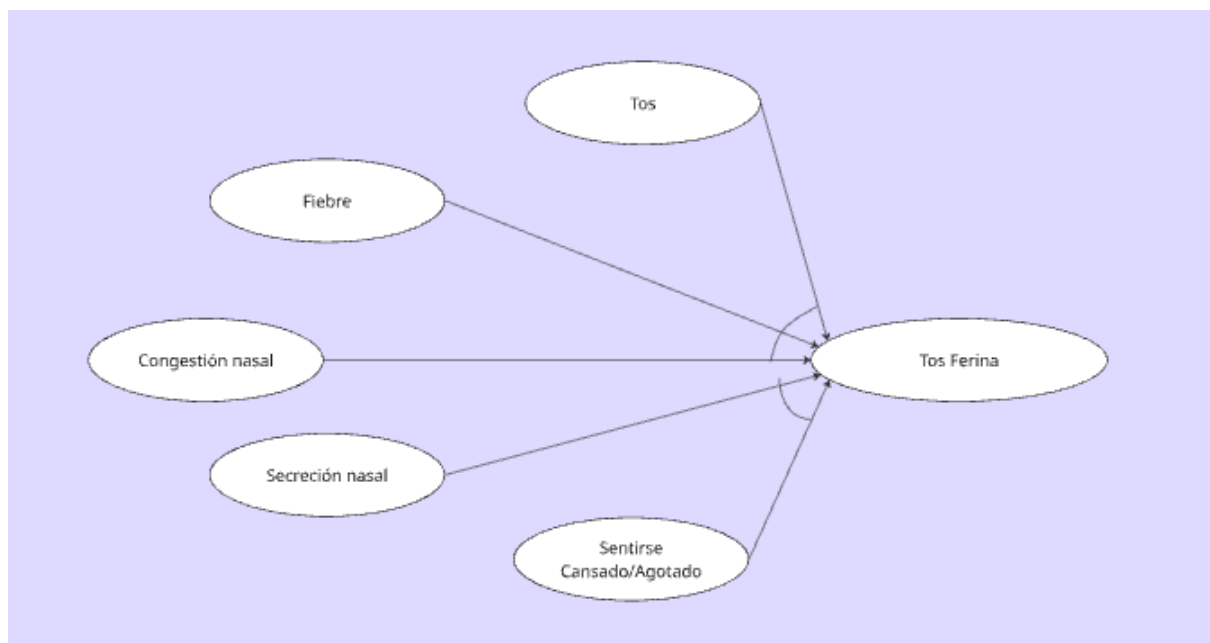 Tos
Fiebre
Congestión nasal
Tos Ferina
Secreción nasal
Sentirse
Cansado/Agotado